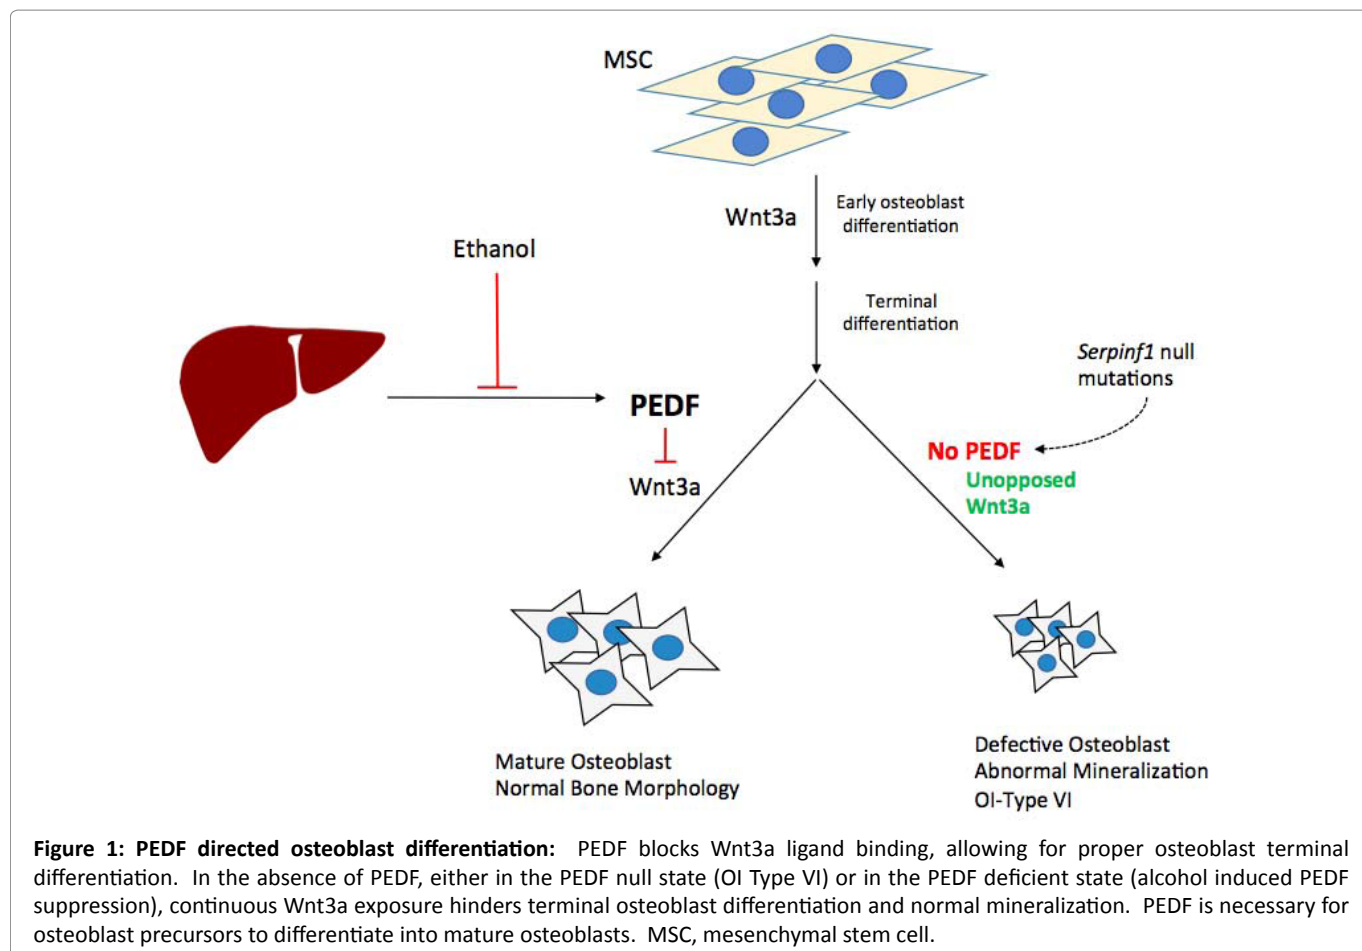 MSC
Wnt3a
Early osteoblast
differentiation
Ethanol
Terminal
differentiation
Serpinf1 null
mutations
PEDF
No PEDF
Unopposed
Wnt3a
Wnt3a
Mature Osteoblast
Normal Bone Morphology
Defective Osteoblast
Abnormal Mineralization
OI-Type VI
Figure 1: PEDF directed osteoblast differentiation: PEDF blocks Wnt3a ligand binding, allowing for proper osteoblast terminal
differentiation. In the absence of PEDF, either in the PEDF null state (OI Type VI) or in the PEDF deficient state (alcohol induced PEDF
suppression), continuous Wnt3a exposure hinders terminal osteoblast differentiation and normal mineralization. PEDF is necessary for
osteoblast precursors to differentiate into mature osteoblasts. MSC, mesenchymal stem cell.